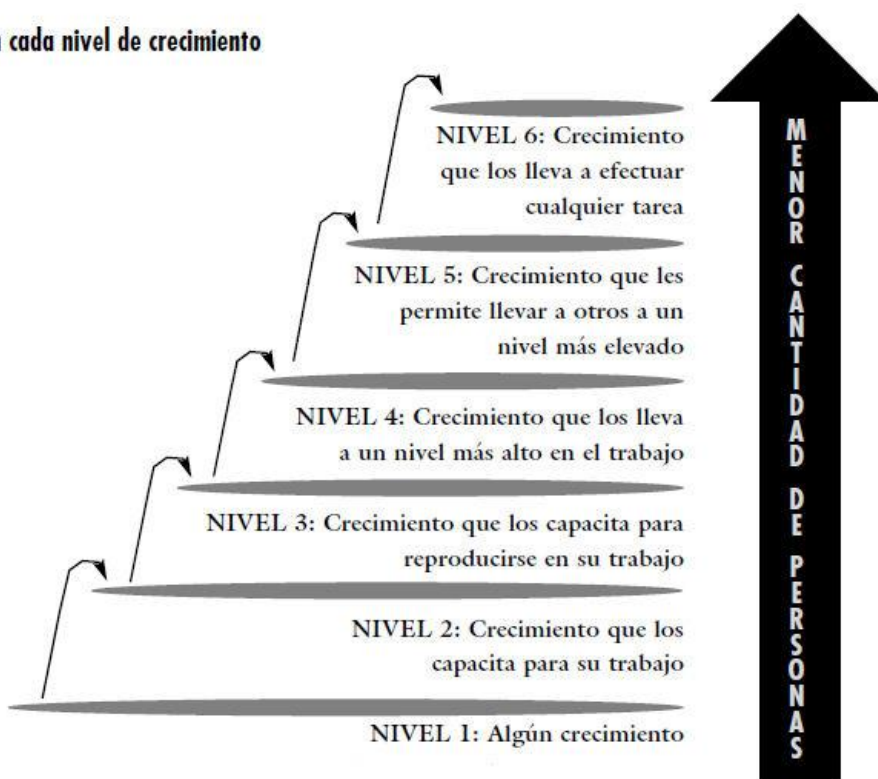 cada nivel de crecimiento
NIVEL 6: Crecimiento
que los lleva a efectuar
cualquier tarea
NIVEL 5: Crecimiento que les
permite llevar a otros a un
nivel más elevado
NIVEL 4: Crecimiento que los lleva
a un nivel más alto en el trabajo
NIVEL 3: Crecimiento que los capacita para
reproducirse en su trabajo
NIVEL 2: Crecimiento que los
capacita para su trabajo
NIVEL 1: Algún crecimiento
MENOR CANTIDAD DE PERSONAS